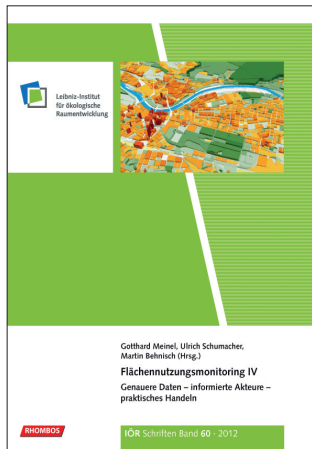 Leibniz-Institut
für ökologische
Raumentwicklung
Gotthard Meinel, Ulrich Schumacher,
Martin Behnisch (Hrsg.)
Flächennutzungsmonitoring IV
Genauere Daten – informierte Akteure –
praktisches Handeln
RHOMBOS
IÖR Schriften Band 60 · 2012